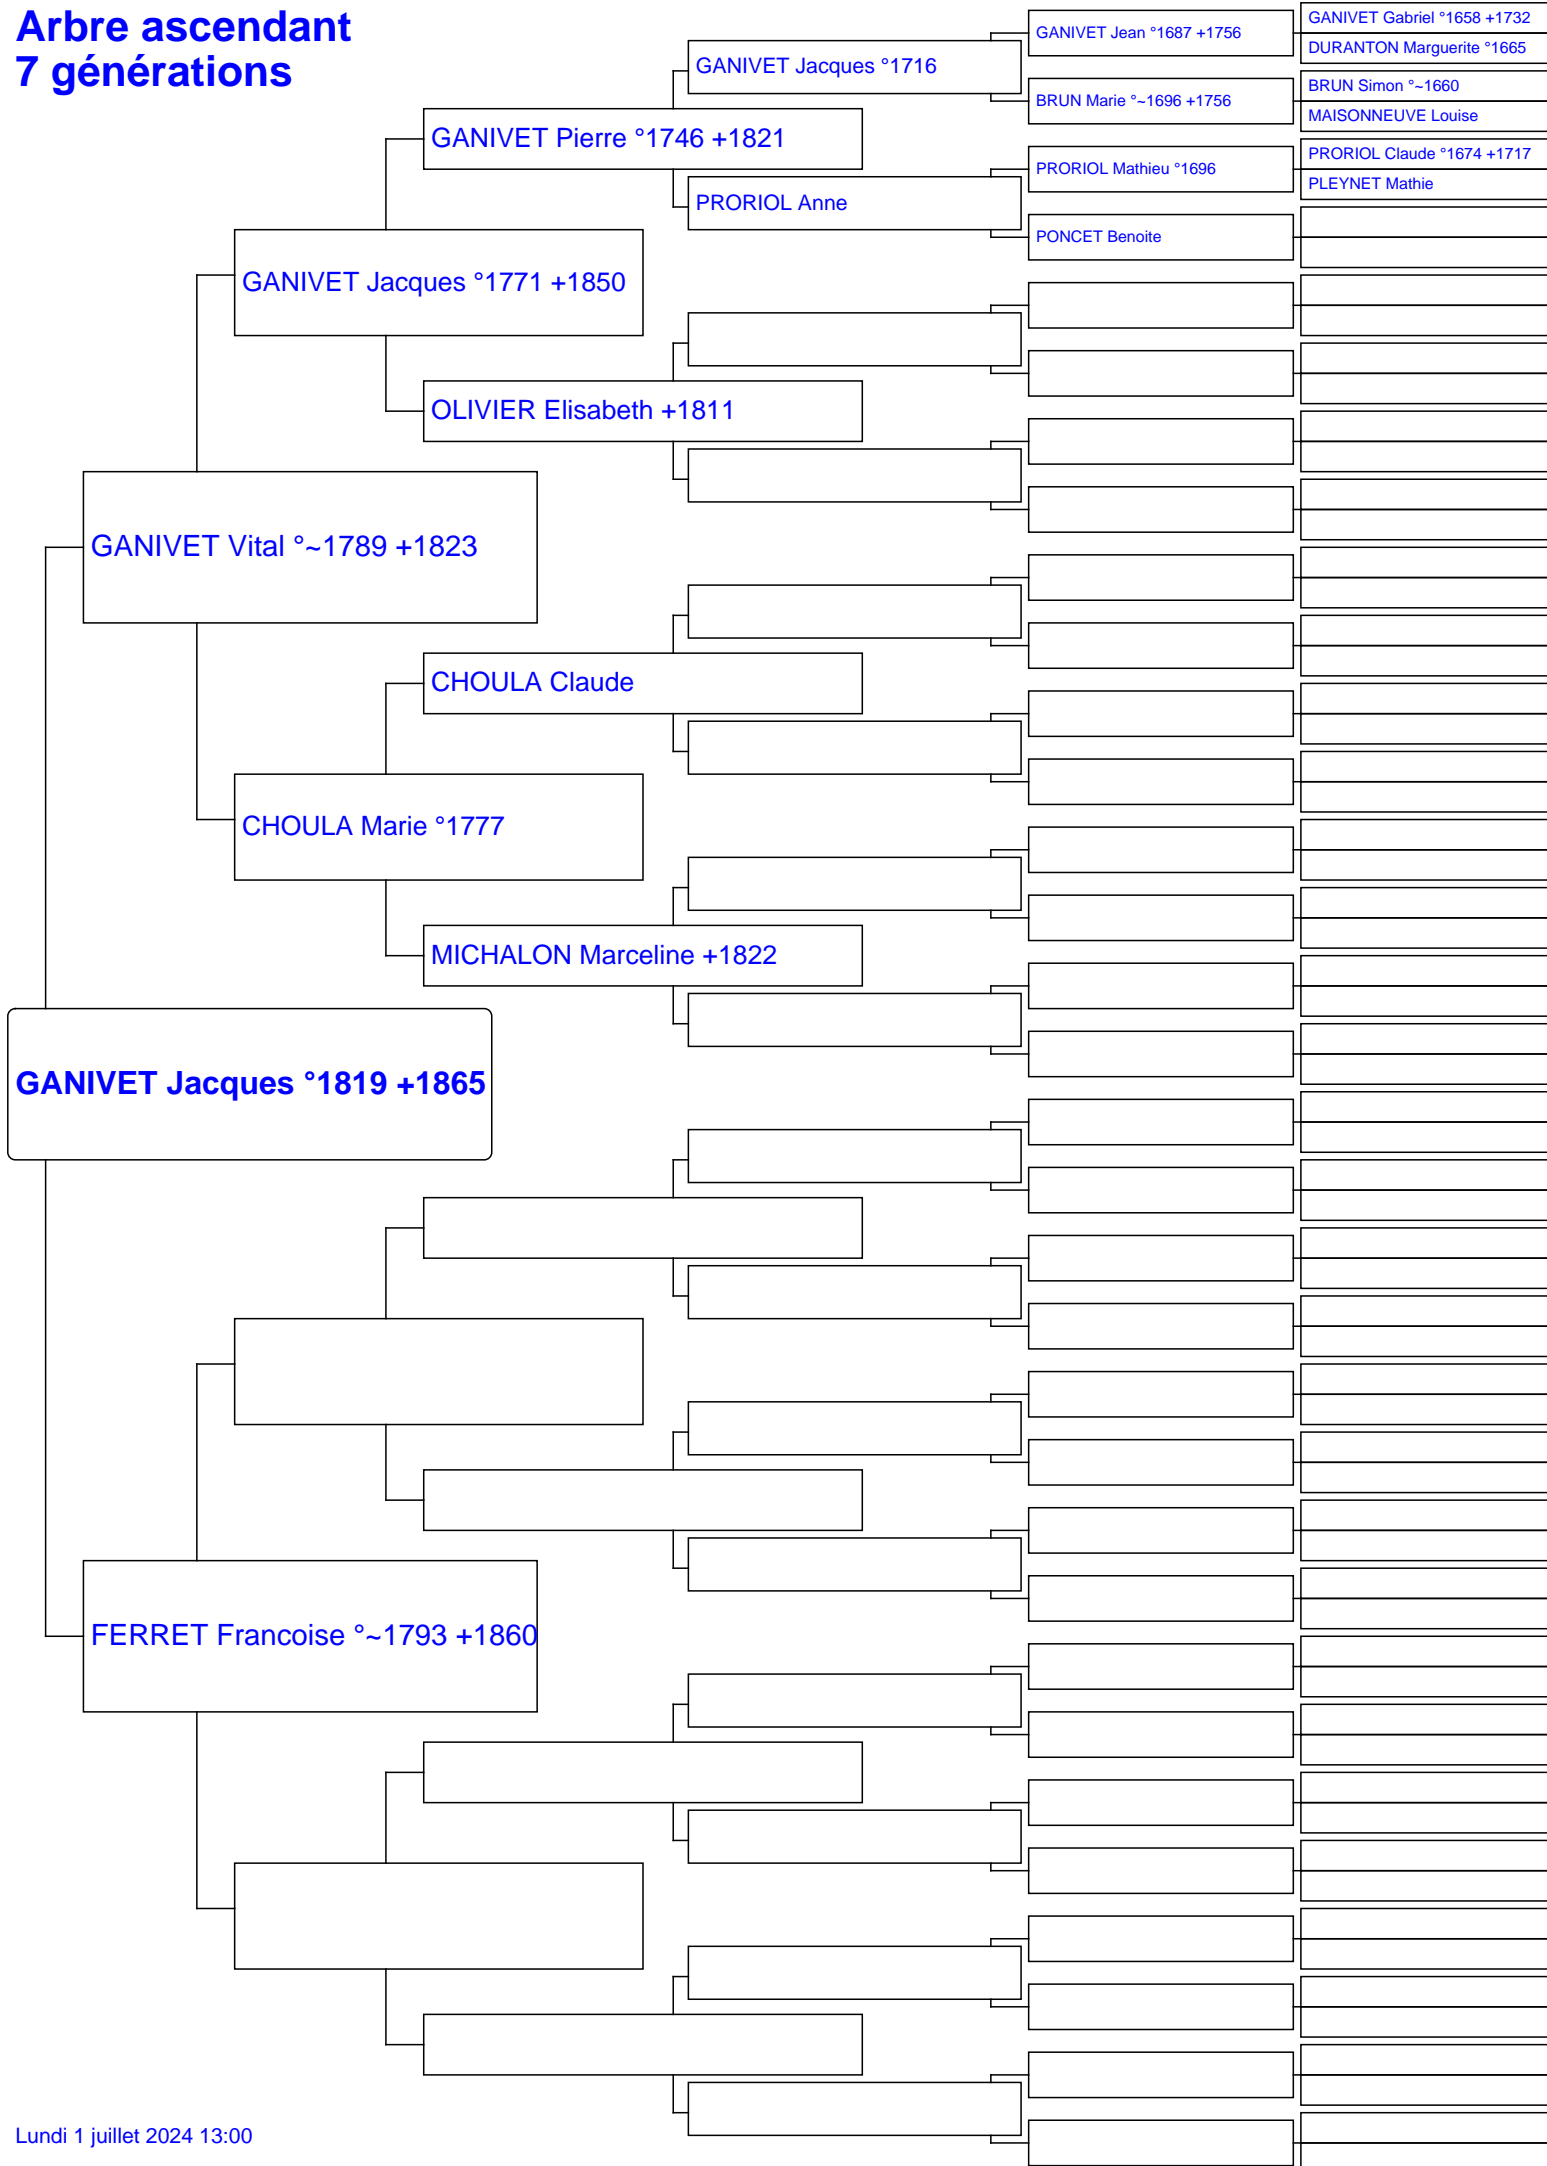 Arbre ascendant
7 générations
GANIVET Gabriel °1658 +1732
GANIVET Jean °1687 +1756
DURANTON Marguerite °1665
GANIVET Jacques °1716
BRUN Simon °~1660
BRUN Marie °~1696 +1756
MAISONNEUVE Louise
GANIVET Pierre °1746 +1821
PRORIOL Claude °1674 +1717
PRORIOL Mathieu °1696
PLEYNET Mathie
PRORIOL Anne
PONCET Benoite
GANIVET Jacques °1771 +1850
OLIVIER Elisabeth +1811
GANIVET Vital °~1789 +1823
CHOULA Claude
CHOULA Marie °1777
MICHALON Marceline +1822
GANIVET Jacques °1819 +1865
FERRET Francoise °~1793 +1860
Lundi 1 juillet 2024 13:00